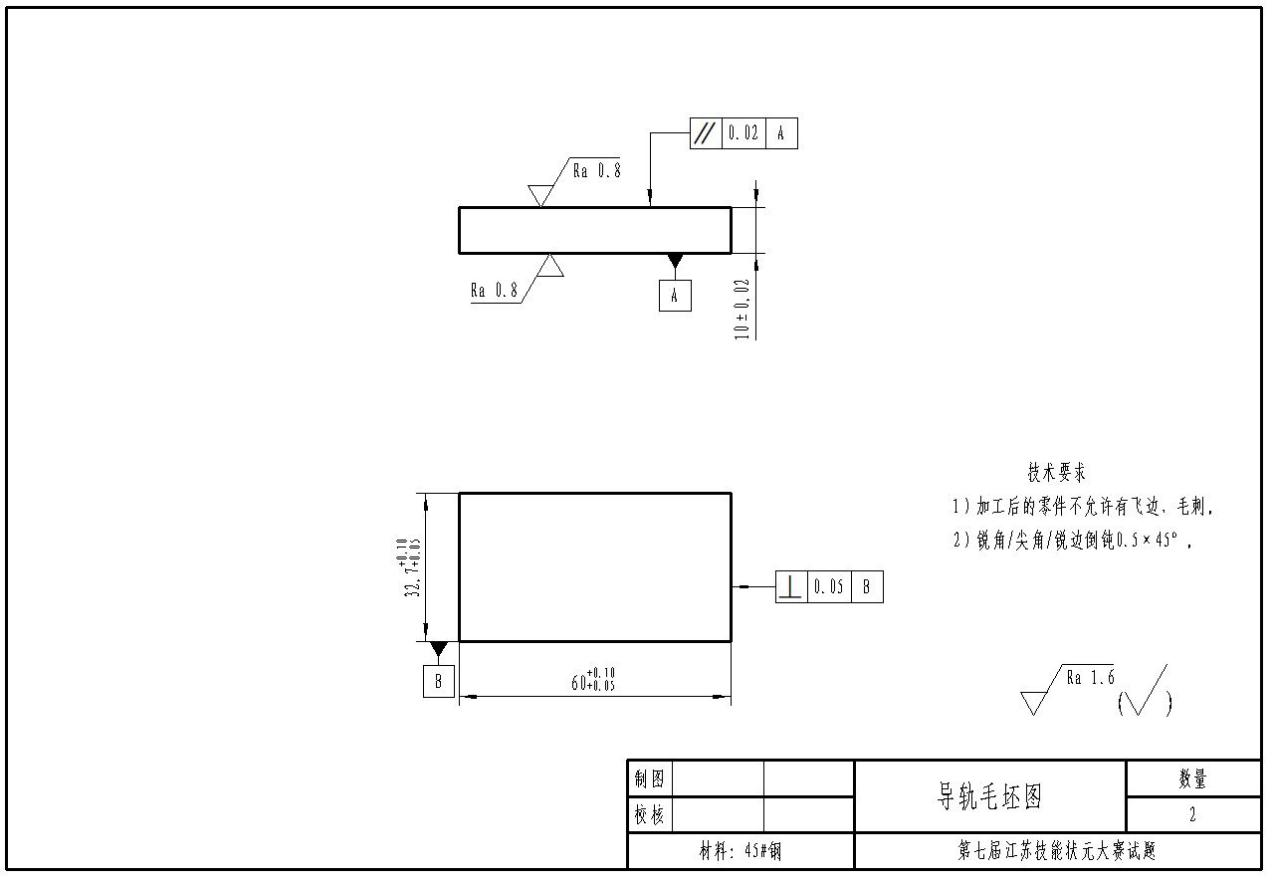 // 0.02 A
Ra 0.8
Ra 0.8
A
10±0.02
技术要求
1)加工后的零件不允许有飞边、毛刺。
2)锐角/尖角/锐边倒钝0.5×45°。
32.7+0.10+0.05
⊥ 0.05 B
B
60+0.10+0.05
Ra 1.6
(√)
制图
导轨毛坯图
数量
校核
2
材料：45#钢
第七届江苏技能状元大赛试题